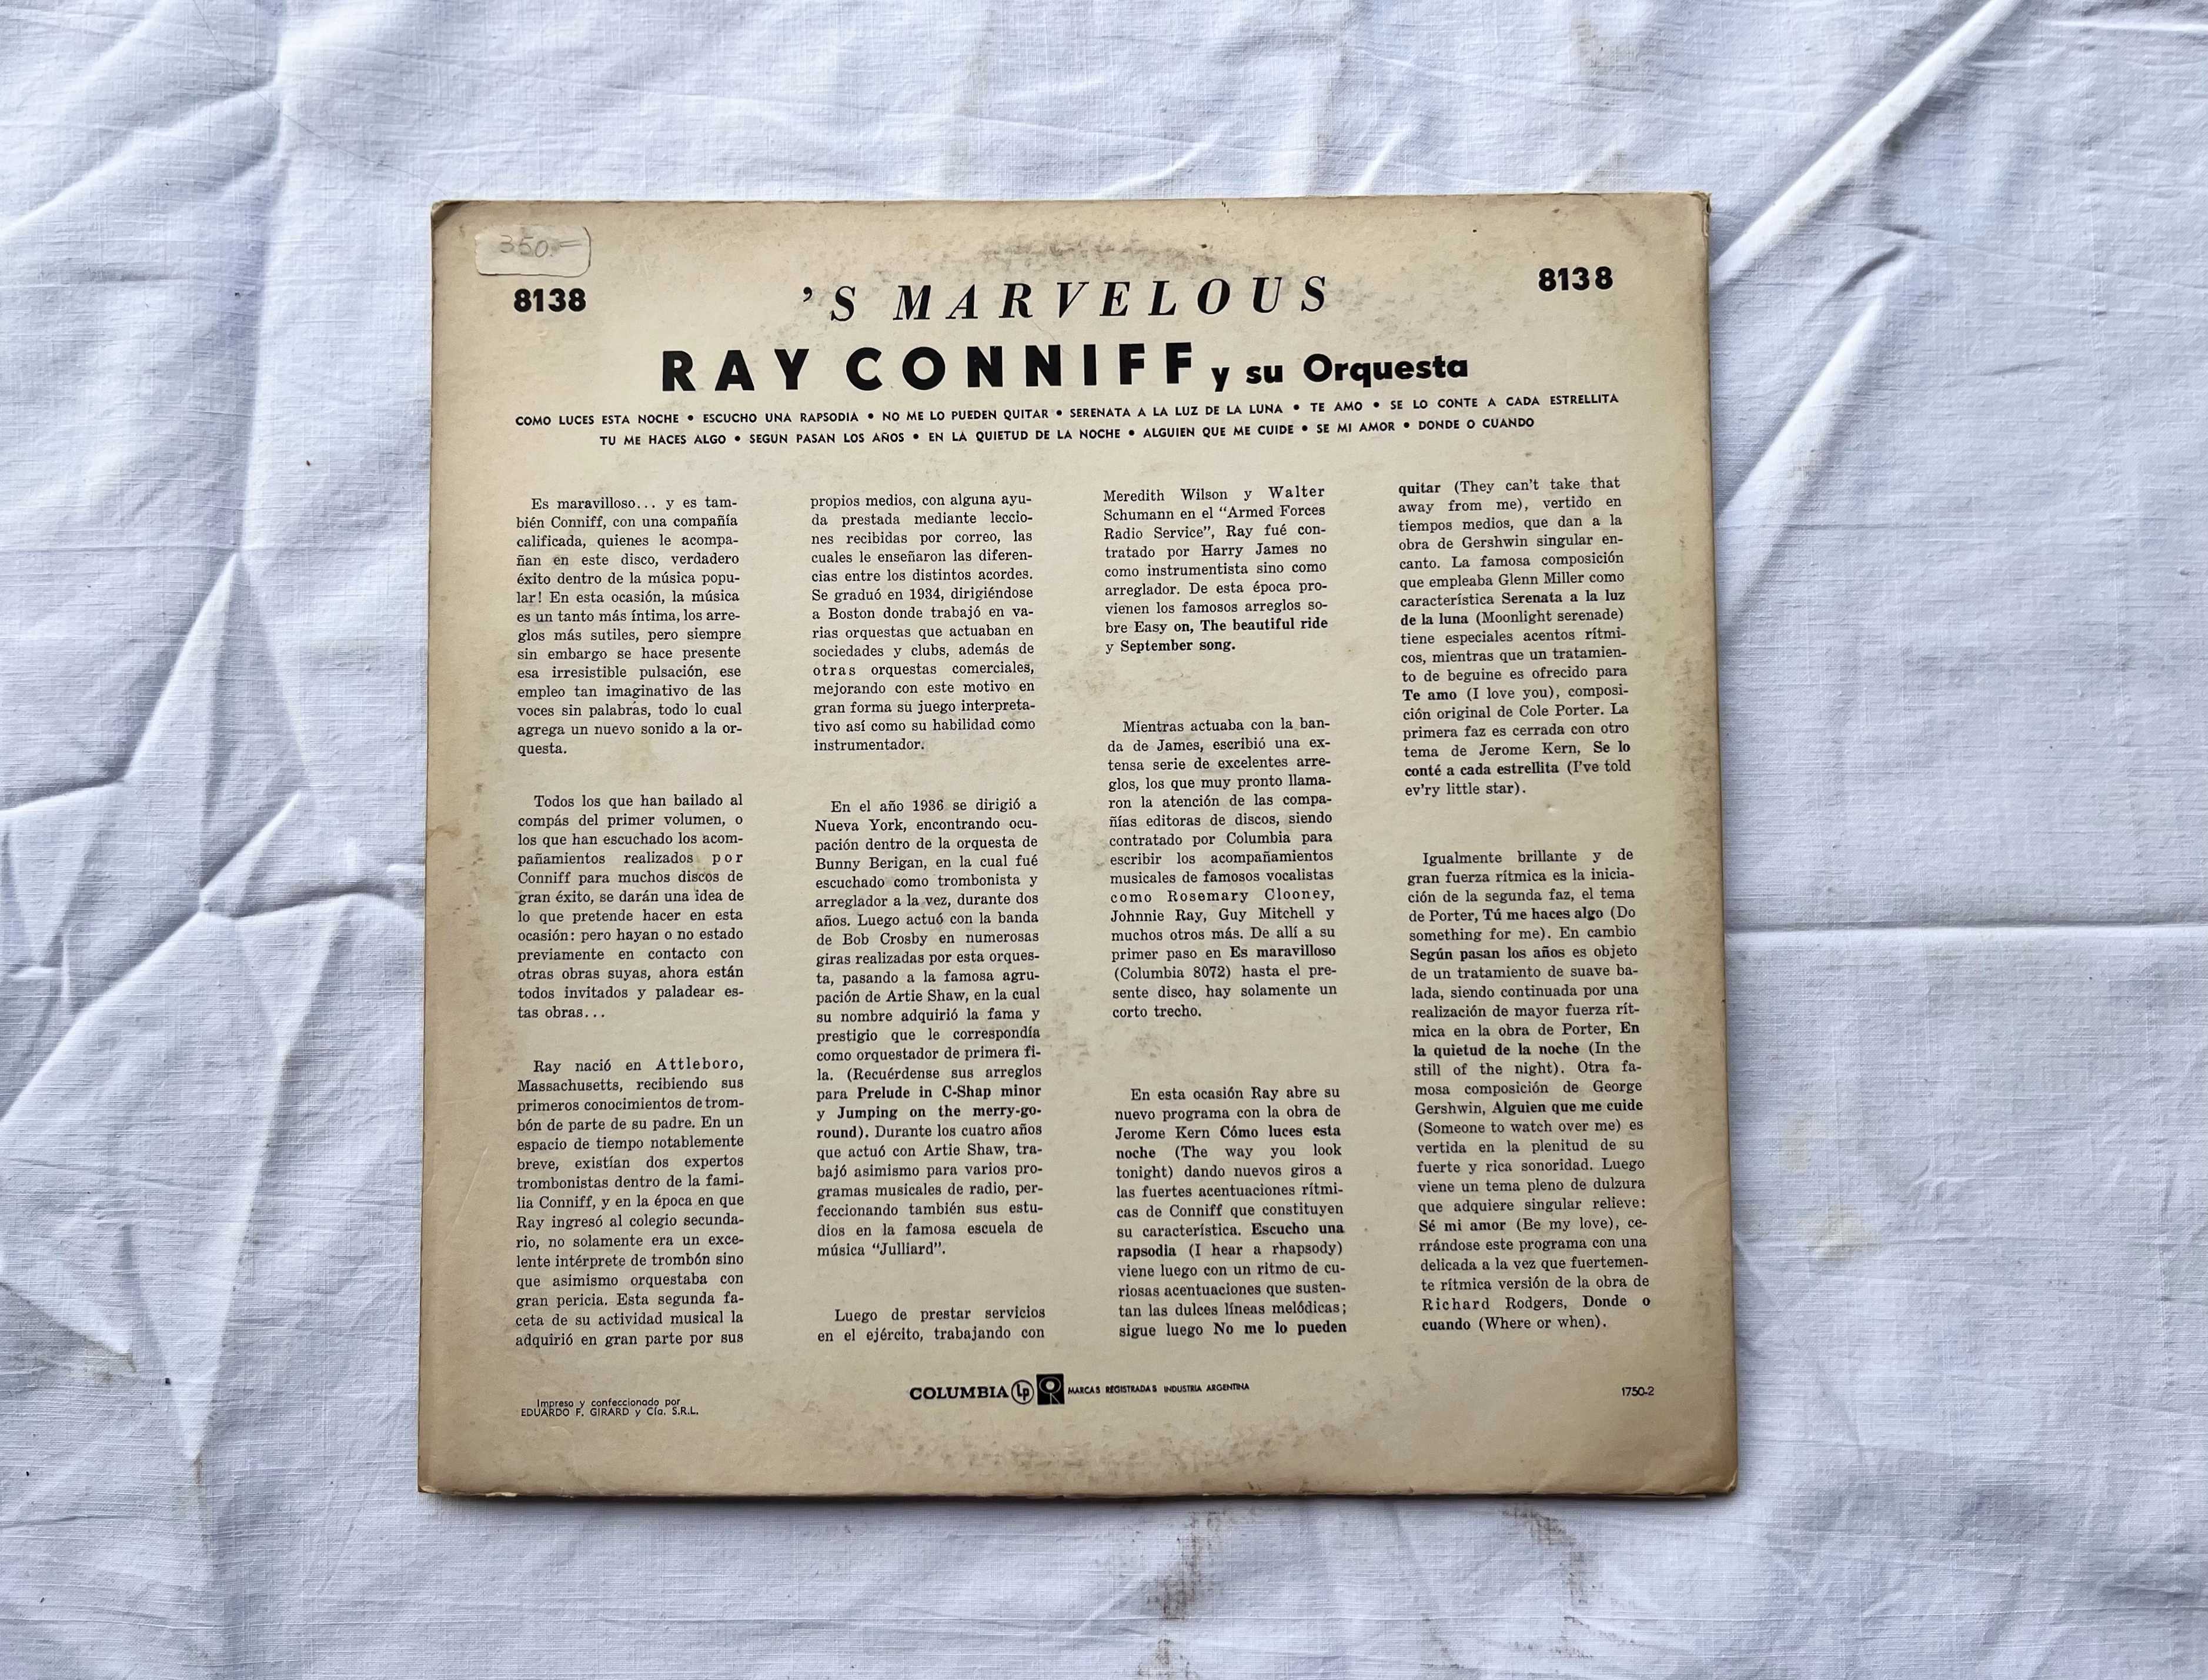 350.=
8138
8138
'S MARVELOUS
RAY CONNIFF y su Orquesta
COMO LUCES ESTA NOCHE • ESCUCHO UNA RAPSODIA • NO ME LO PUEDEN QUITAR • SERENATA A LA LUZ DE LA LUNA • TE AMO • SE LO CONTE A CADA ESTRELLITA
TU ME HACES ALGO • SEGUN PASAN LOS AÑOS • EN LA QUIETUD DE LA NOCHE • ALGUIEN QUE ME CUIDE • SE MI AMOR • DONDE O CUANDO
Es maravilloso... y es tam-
bién Conniff, con una compañía
calificada, quienes le acompa-
ñan en este disco, verdadero
éxito dentro de la música popu-
lar! En esta ocasión, la música
es un tanto más íntima, los arre-
glos más sutiles, pero siempre
sin embargo se hace presente
esa irresistible pulsación, ese
empleo tan imaginativo de las
voces sin palabras, todo lo cual
agrega un nuevo sonido a la or-
questa.
Todos los que han bailado al
compás del primer volumen, o
los que han escuchado los acom-
pañamientos realizados por
Conniff para muchos discos de
gran éxito, se darán una idea de
lo que pretende hacer en esta
ocasión: pero hayan o no estado
previamente en contacto con
otras obras suyas, ahora están
todos invitados y paladear es-
tas obras...
Ray nació en Attleboro,
Massachusetts, recibiendo sus
primeros conocimientos de trom-
bón de parte de su padre. En un
espacio de tiempo notablemente
breve, existían dos expertos
trombonistas dentro de la fami-
lia Conniff, y en la época en que
Ray ingresó al colegio secunda-
rio, no solamente era un exce-
lente intérprete de trombón sino
que asimismo orquestaba con
gran pericia. Esta segunda fa-
ceta de su actividad musical la
adquirió en gran parte por sus
propios medios, con alguna ayu-
da prestada mediante leccio-
nes recibidas por correo, las
cuales le enseñaron las diferen-
cias entre los distintos acordes.
Se graduó en 1934, dirigiéndose
a Boston donde trabajó en va-
rias orquestas que actuaban en
sociedades y clubs, además de
otras orquestas comerciales,
mejorando con este motivo en
gran forma su juego interpreta-
tivo así como su habilidad como
instrumentador.
En el año 1936 se dirigió a
Nueva York, encontrando ocu-
pación dentro de la orquesta de
Bunny Berigan, en la cual fué
escuchado como trombonista y
arreglador a la vez, durante dos
años. Luego actuó con la banda
de Bob Crosby en numerosas
giras realizadas por esta orques-
ta, pasando a la famosa agru-
pación de Artie Shaw, en la cual
su nombre adquirió la fama y
prestigio que le correspondía
como orquestador de primera fi-
la. (Recuérdense sus arreglos
para Prelude in C-Shap minor
y Jumping on the merry-go-
round). Durante los cuatro años
que actuó con Artie Shaw, tra-
bajó asimismo para varios pro-
gramas musicales de radio, per-
feccionando también sus estu-
dios en la famosa escuela de
música "Julliard".
Luego de prestar servicios
en el ejército, trabajando con
Meredith Wilson y Walter
Schumann en el "Armed Forces
Radio Service", Ray fué con-
tratado por Harry James no
como instrumentista sino como
arreglador. De esta época pro-
vienen los famosos arreglos so-
bre Easy on, The beautiful ride
y September song.
Mientras actuaba con la ban-
da de James, escribió una ex-
tensa serie de excelentes arre-
glos, los que muy pronto llama-
ron la atención de las compa-
ñías editoras de discos, siendo
contratado por Columbia para
escribir los acompañamientos
musicales de famosos vocalistas
como Rosemary Clooney,
Johnnie Ray, Guy Mitchell y
muchos otros más. De allí a su
primer paso en Es maravilloso
(Columbia 8072) hasta el pre-
sente disco, hay solamente un
corto trecho.
En esta ocasión Ray abre su
nuevo programa con la obra de
Jerome Kern Cómo luces esta
noche (The way you look
tonight) dando nuevos giros a
las fuertes acentuaciones rítmi-
cas de Conniff que constituyen
su característica. Escucho una
rapsodia (I hear a rhapsody)
viene luego con un ritmo de cu-
riosas acentuaciones que susten-
tan las dulces líneas melódicas;
sigue luego No me lo pueden
quitar (They can't take that
away from me), vertido en
tiempos medios, que dan a la
obra de Gershwin singular en-
canto. La famosa composición
que empleaba Glenn Miller como
característica Serenata a la luz
de la luna (Moonlight serenade)
tiene especiales acentos rítmi-
cos, mientras que un tratamien-
to de beguine es ofrecido para
Te amo (I love you), composi-
ción original de Cole Porter. La
primera faz es cerrada con otro
tema de Jerome Kern, Se lo
conté a cada estrellita (I've told
ev'ry little star).
Igualmente brillante y de
gran fuerza rítmica es la inicia-
ción de la segunda faz, el tema
de Porter, Tú me haces algo (Do
something for me). En cambio
Según pasan los años es objeto
de un tratamiento de suave ba-
lada, siendo continuada por una
realización de mayor fuerza rít-
mica en la obra de Porter, En
la quietud de la noche (In the
still of the night). Otra fa-
mosa composición de George
Gershwin, Alguien que me cuide
(Someone to watch over me) es
vertida en la plenitud de su
fuerte y rica sonoridad. Luego
viene un tema pleno de dulzura
que adquiere singular relieve:
Sé mi amor (Be my love), ce-
rrándose este programa con una
delicada a la vez que fuertemen-
te rítmica versión de la obra de
Richard Rodgers, Donde o
cuando (Where or when).
Impreso y confeccionado por
EDUARDO F. GIRARD y Cía. S.R.L.
COLUMBIA Lp MARCAS REGISTRADAS INDUSTRIA ARGENTINA
1750-2